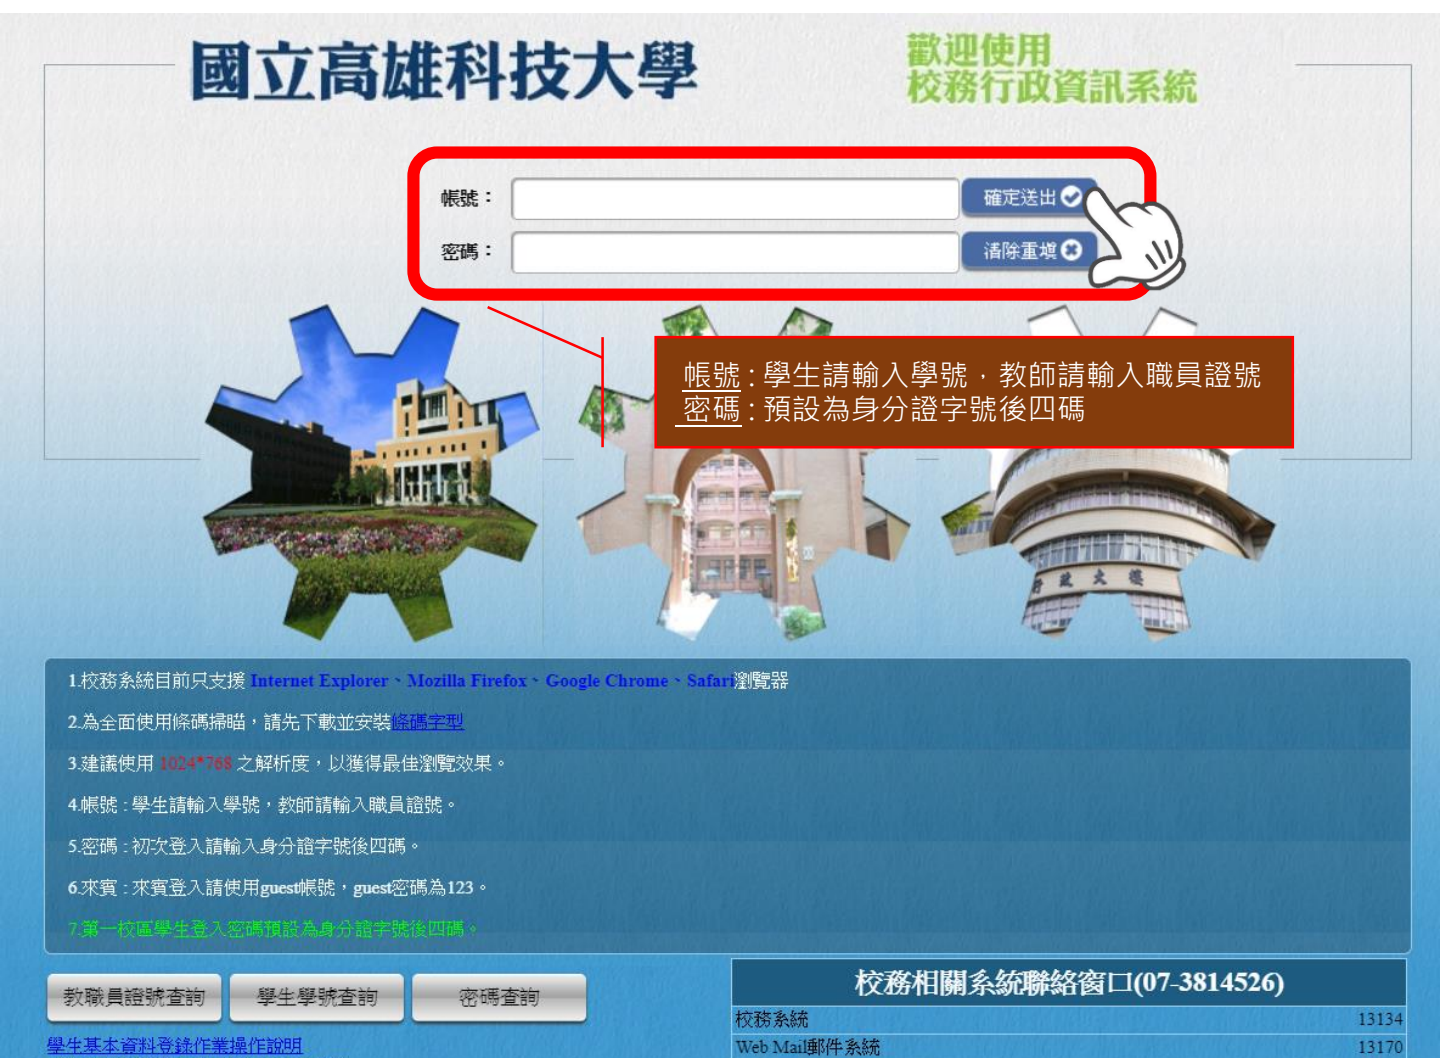 國立高雄科技大學
歡迎使用
校務行政資訊系統
帳號：
確定送出
密碼：
清除重填
帳號 : 學生請輸入學號，教師請輸入職員證號
密碼 : 預設為身分證字號後四碼
行政大樓
1.校務系統目前只支援 Internet Explorer、Mozilla Firefox、Google Chrome、Safari瀏覽器
2.為全面使用條碼掃瞄，請先下載並安裝條碼字型
3.建議使用 1024*768 之解析度，以獲得最佳瀏覽效果。
4.帳號 : 學生請輸入學號，教師請輸入職員證號。
5.密碼 : 初次登入請輸入身分證字號後四碼。
6.來賓 : 來賓登入請使用guest帳號，guest密碼為123。
7.第一校區學生登入密碼預設為身分證字號後四碼。
教職員證號查詢
學生學號查詢
密碼查詢
學生基本資料登錄作業操作說明
校務相關系統聯絡窗口(07-3814526)
校務系統 13134
Web Mail郵件系統 13170